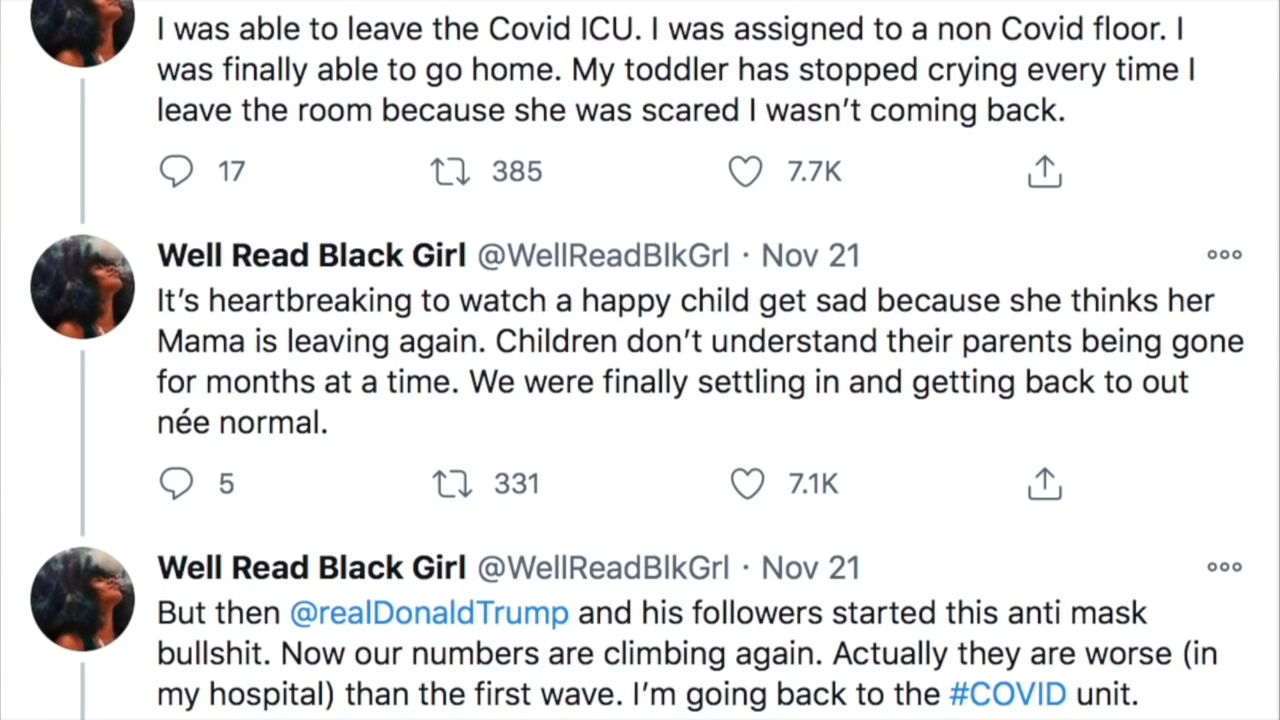 I was able to leave the Covid ICU. I was assigned to a non Covid floor. I
was finally able to go home. My toddler has stopped crying every time I
leave the room because she was scared I wasn’t coming back.
17 385 7.7K
Well Read Black Girl @WellReadBlkGrl · Nov 21
It’s heartbreaking to watch a happy child get sad because she thinks her
Mama is leaving again. Children don’t understand their parents being gone
for months at a time. We were finally settling in and getting back to out
née normal.
5 331 7.1K
Well Read Black Girl @WellReadBlkGrl · Nov 21
But then @realDonaldTrump and his followers started this anti mask
bullshit. Now our numbers are climbing again. Actually they are worse (in
my hospital) than the first wave. I’m going back to the #COVID unit.